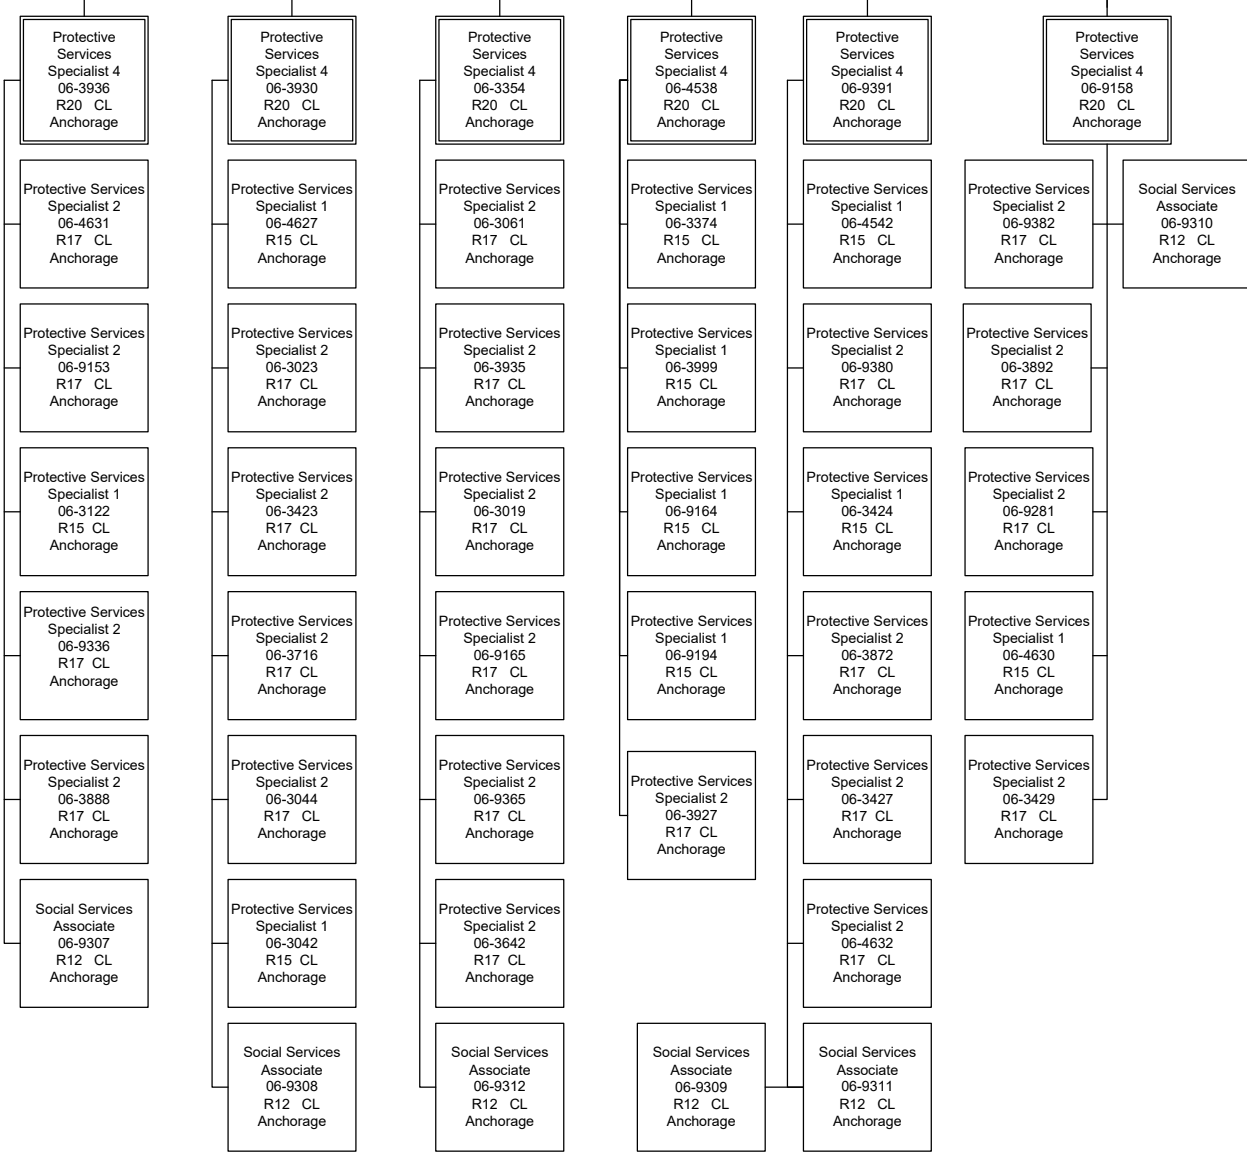 Protective
Services
Specialist 4
06-3936
R20 CL
Anchorage
Protective Services
Specialist 2
06-4631
R17 CL
Anchorage
Protective Services
Specialist 2
06-9153
R17 CL
Anchorage
Protective Services
Specialist 1
06-3122
R15 CL
Anchorage
Protective Services
Specialist 2
06-9336
R17 CL
Anchorage
Protective Services
Specialist 2
06-3888
R17 CL
Anchorage
Social Services
Associate
06-9307
R12 CL
Anchorage
Protective
Services
Specialist 4
06-3930
R20 CL
Anchorage
Protective Services
Specialist 1
06-4627
R15 CL
Anchorage
Protective Services
Specialist 2
06-3023
R17 CL
Anchorage
Protective Services
Specialist 2
06-3423
R17 CL
Anchorage
Protective Services
Specialist 2
06-3716
R17 CL
Anchorage
Protective Services
Specialist 2
06-3044
R17 CL
Anchorage
Protective Services
Specialist 1
06-3042
R15 CL
Anchorage
Social Services
Associate
06-9308
R12 CL
Anchorage
Protective
Services
Specialist 4
06-3354
R20 CL
Anchorage
Protective Services
Specialist 2
06-3061
R17 CL
Anchorage
Protective Services
Specialist 2
06-3935
R17 CL
Anchorage
Protective Services
Specialist 2
06-3019
R17 CL
Anchorage
Protective Services
Specialist 2
06-9165
R17 CL
Anchorage
Protective Services
Specialist 2
06-9365
R17 CL
Anchorage
Protective Services
Specialist 2
06-3642
R17 CL
Anchorage
Social Services
Associate
06-9312
R12 CL
Anchorage
Protective
Services
Specialist 4
06-4538
R20 CL
Anchorage
Protective Services
Specialist 1
06-3374
R15 CL
Anchorage
Protective Services
Specialist 1
06-3999
R15 CL
Anchorage
Protective Services
Specialist 1
06-9164
R15 CL
Anchorage
Protective Services
Specialist 1
06-9194
R15 CL
Anchorage
Protective Services
Specialist 2
06-3927
R17 CL
Anchorage
Social Services
Associate
06-9309
R12 CL
Anchorage
Protective
Services
Specialist 4
06-9391
R20 CL
Anchorage
Protective Services
Specialist 1
06-4542
R15 CL
Anchorage
Protective Services
Specialist 2
06-9380
R17 CL
Anchorage
Protective Services
Specialist 1
06-3424
R15 CL
Anchorage
Protective Services
Specialist 2
06-3872
R17 CL
Anchorage
Protective Services
Specialist 2
06-3427
R17 CL
Anchorage
Protective Services
Specialist 2
06-4632
R17 CL
Anchorage
Social Services
Associate
06-9311
R12 CL
Anchorage
Protective
Services
Specialist 4
06-9158
R20 CL
Anchorage
Protective Services
Specialist 2
06-9382
R17 CL
Anchorage
Social Services
Associate
06-9310
R12 CL
Anchorage
Protective Services
Specialist 2
06-3892
R17 CL
Anchorage
Protective Services
Specialist 2
06-9281
R17 CL
Anchorage
Protective Services
Specialist 1
06-4630
R15 CL
Anchorage
Protective Services
Specialist 2
06-3429
R17 CL
Anchorage